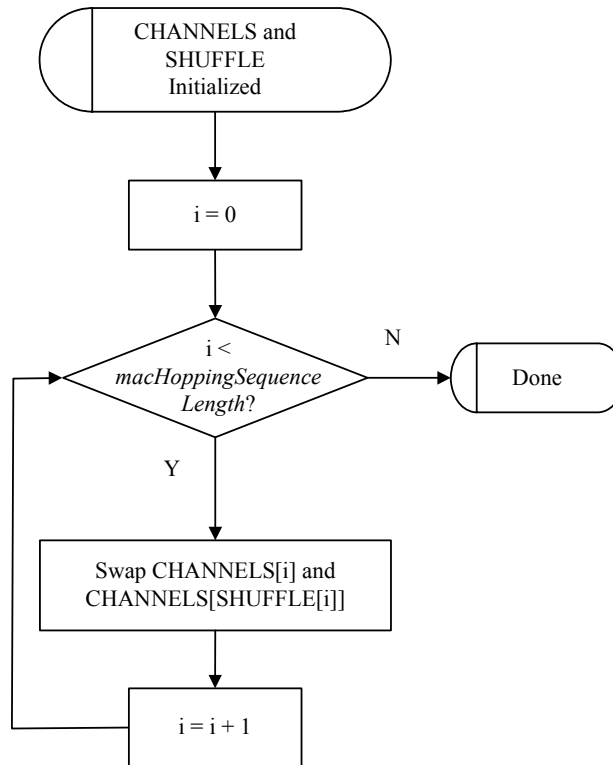 CHANNELS and
SHUFFLE
Initialized
i = 0
i <
macHoppingSequence
Length?
N
Done
Y
Swap CHANNELS[i] and
CHANNELS[SHUFFLE[i]]
i = i + 1